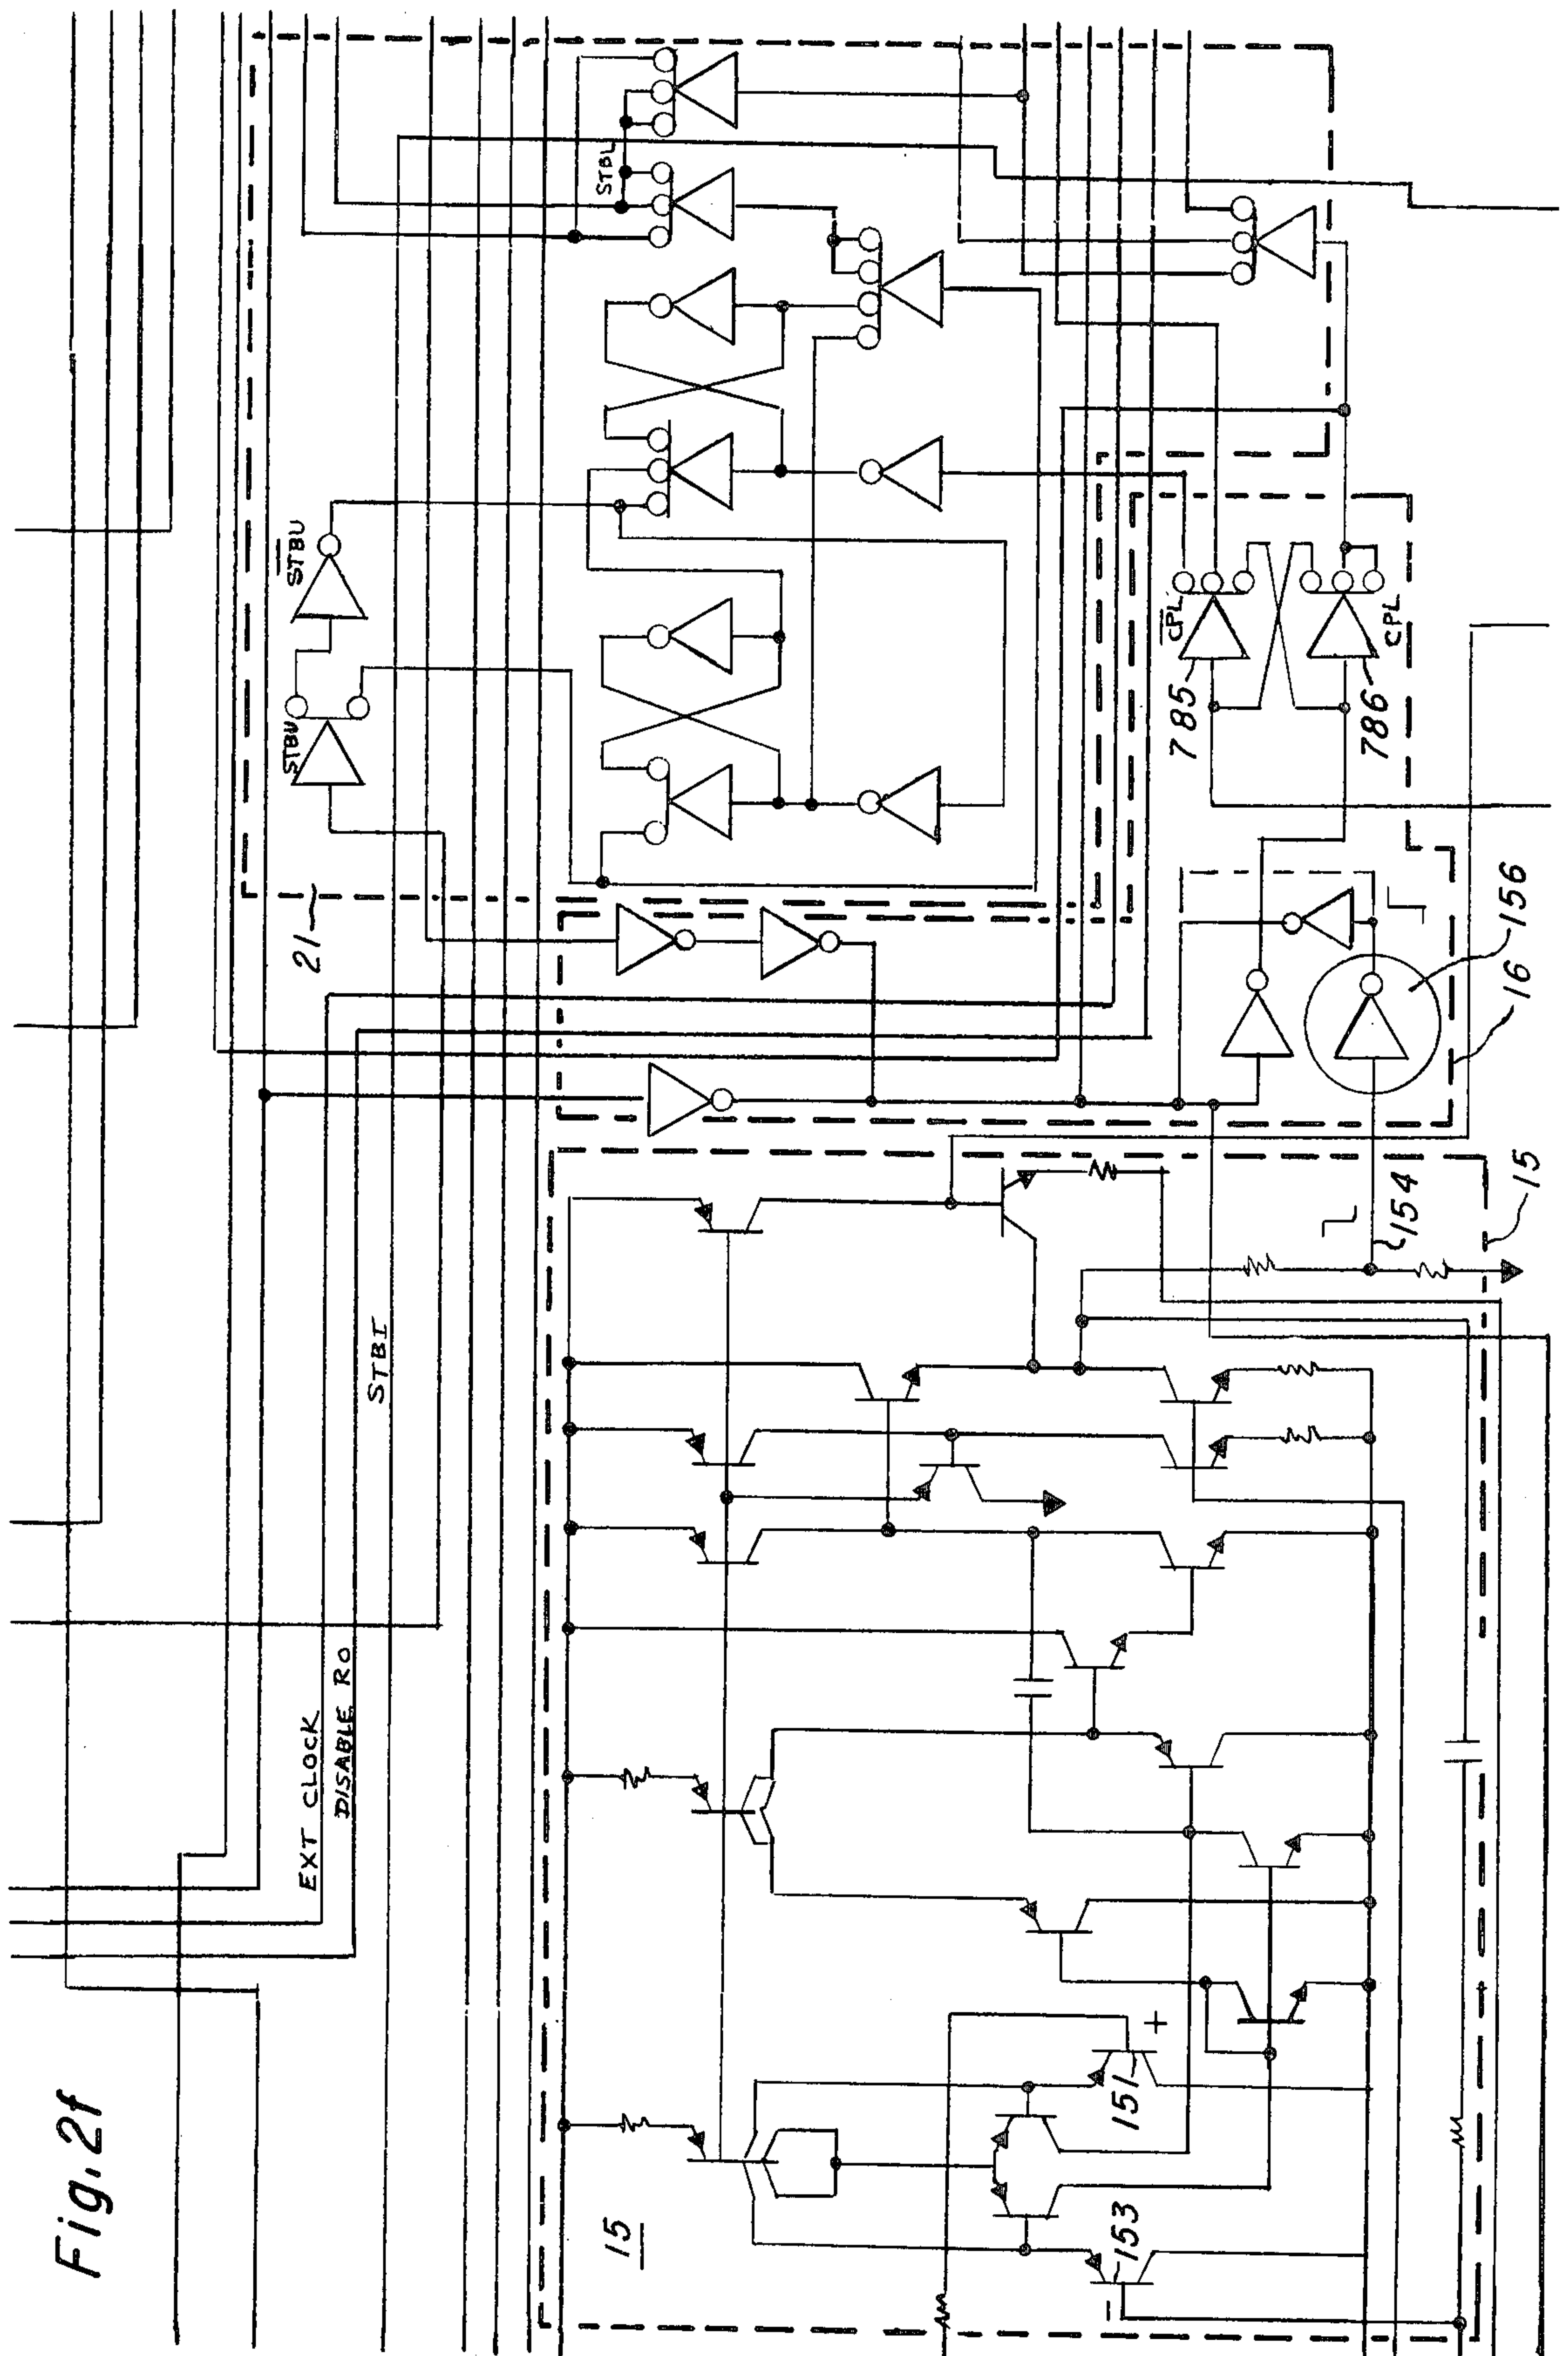 Fig. 2f
15
EXT CLOCK
DISABLE RO
STBI
21
STBU
STBU
STBL
153
151
+
−
154
15
16
156
785
CPL
786
CPL